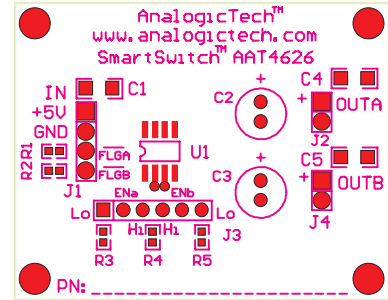 AnalogicTech™
www.analogictech.com
SmartSwitch™ AAT4626
IN C1
+5V
GND
R1
R2
FLGA
FLGB
J1
U1
C2 +
C3 +
C4
+ OUTA
J2
C5
+ OUTB
J4
ENa ENb
Lo Lo
Hi Hi
J3
R3 R4 R5
PN:____________________